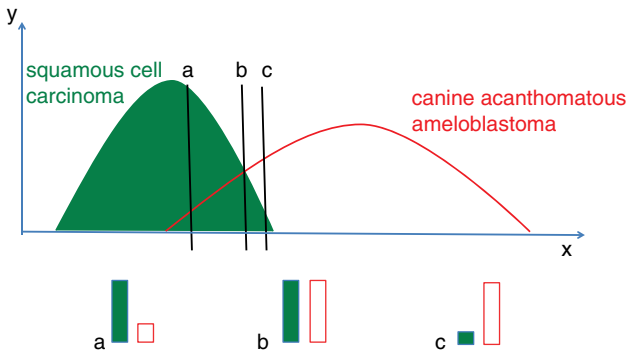 y
squamous cell
carcinoma
a
b
c
canine acanthomatous
ameloblastoma
x
a
b
c